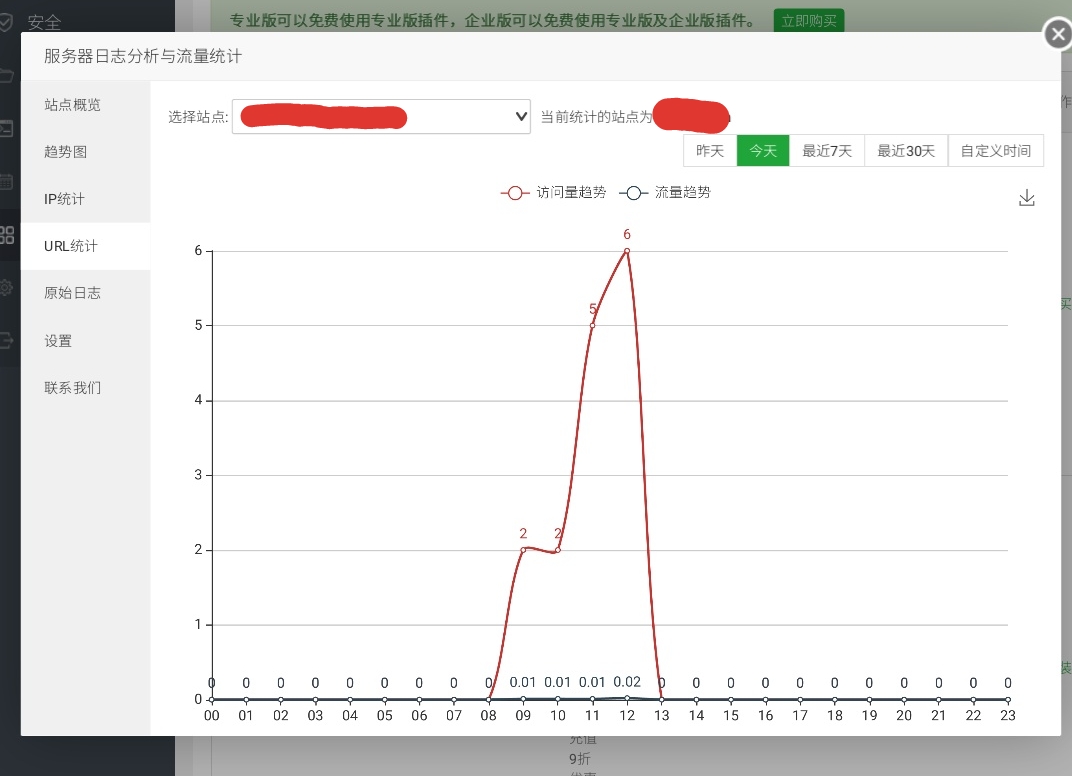 安全
专业版可以免费使用专业版插件，企业版可以免费使用专业版及企业版插件。
立即购买
服务器日志分析与流量统计
站点概览
趋势图
IP统计
URL统计
原始日志
设置
联系我们
选择站点:
当前统计的站点为
昨天 今天 最近7天 最近30天 自定义时间
访问量趋势 流量趋势
6
6
5
5
4
3
2 2
2
1
0 0 0 0 0 0 0 0 0 0.01 0.01 0.01 0.02 0 0 0 0 0 0 0 0 0 0 0
0
00 01 02 03 04 05 06 07 08 09 10 11 12 13 14 15 16 17 18 19 20 21 22 23
充值
9折